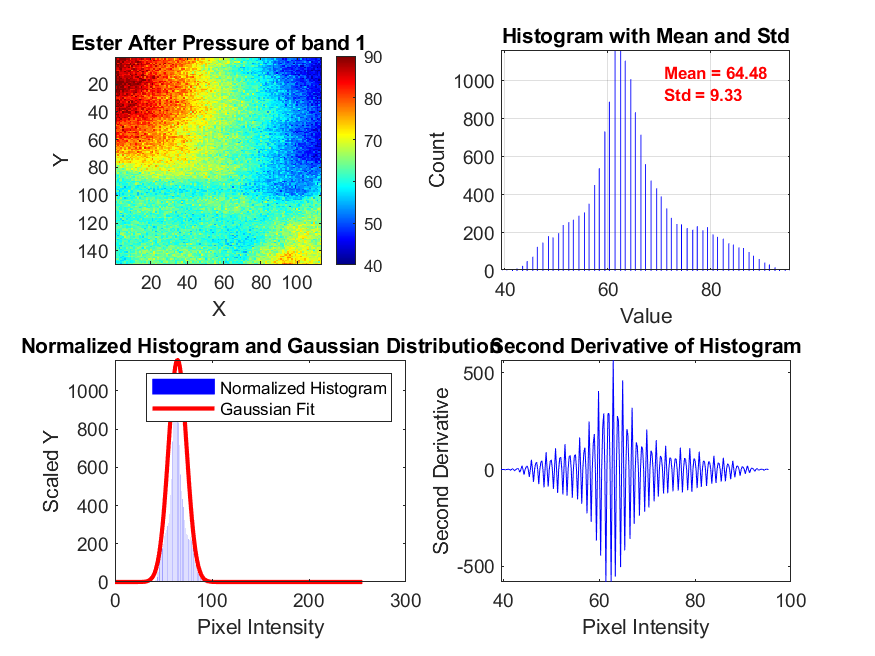 Ester After Pressure of band 1
20
40
60
80
100
120
140
Y
20 40 60 80 100
X
90
80
70
60
50
40
Histogram with Mean and Std
Mean = 64.48
Std = 9.33
1000
800
600
400
200
0
Count
40 60 80
Value
Normalized Histogram and Gaussian Distribution
Normalized Histogram
Gaussian Fit
1000
800
600
400
200
0
Scaled Y
0 100 200 300
Pixel Intensity
Second Derivative of Histogram
500
0
-500
Second Derivative
40 60 80 100
Pixel Intensity